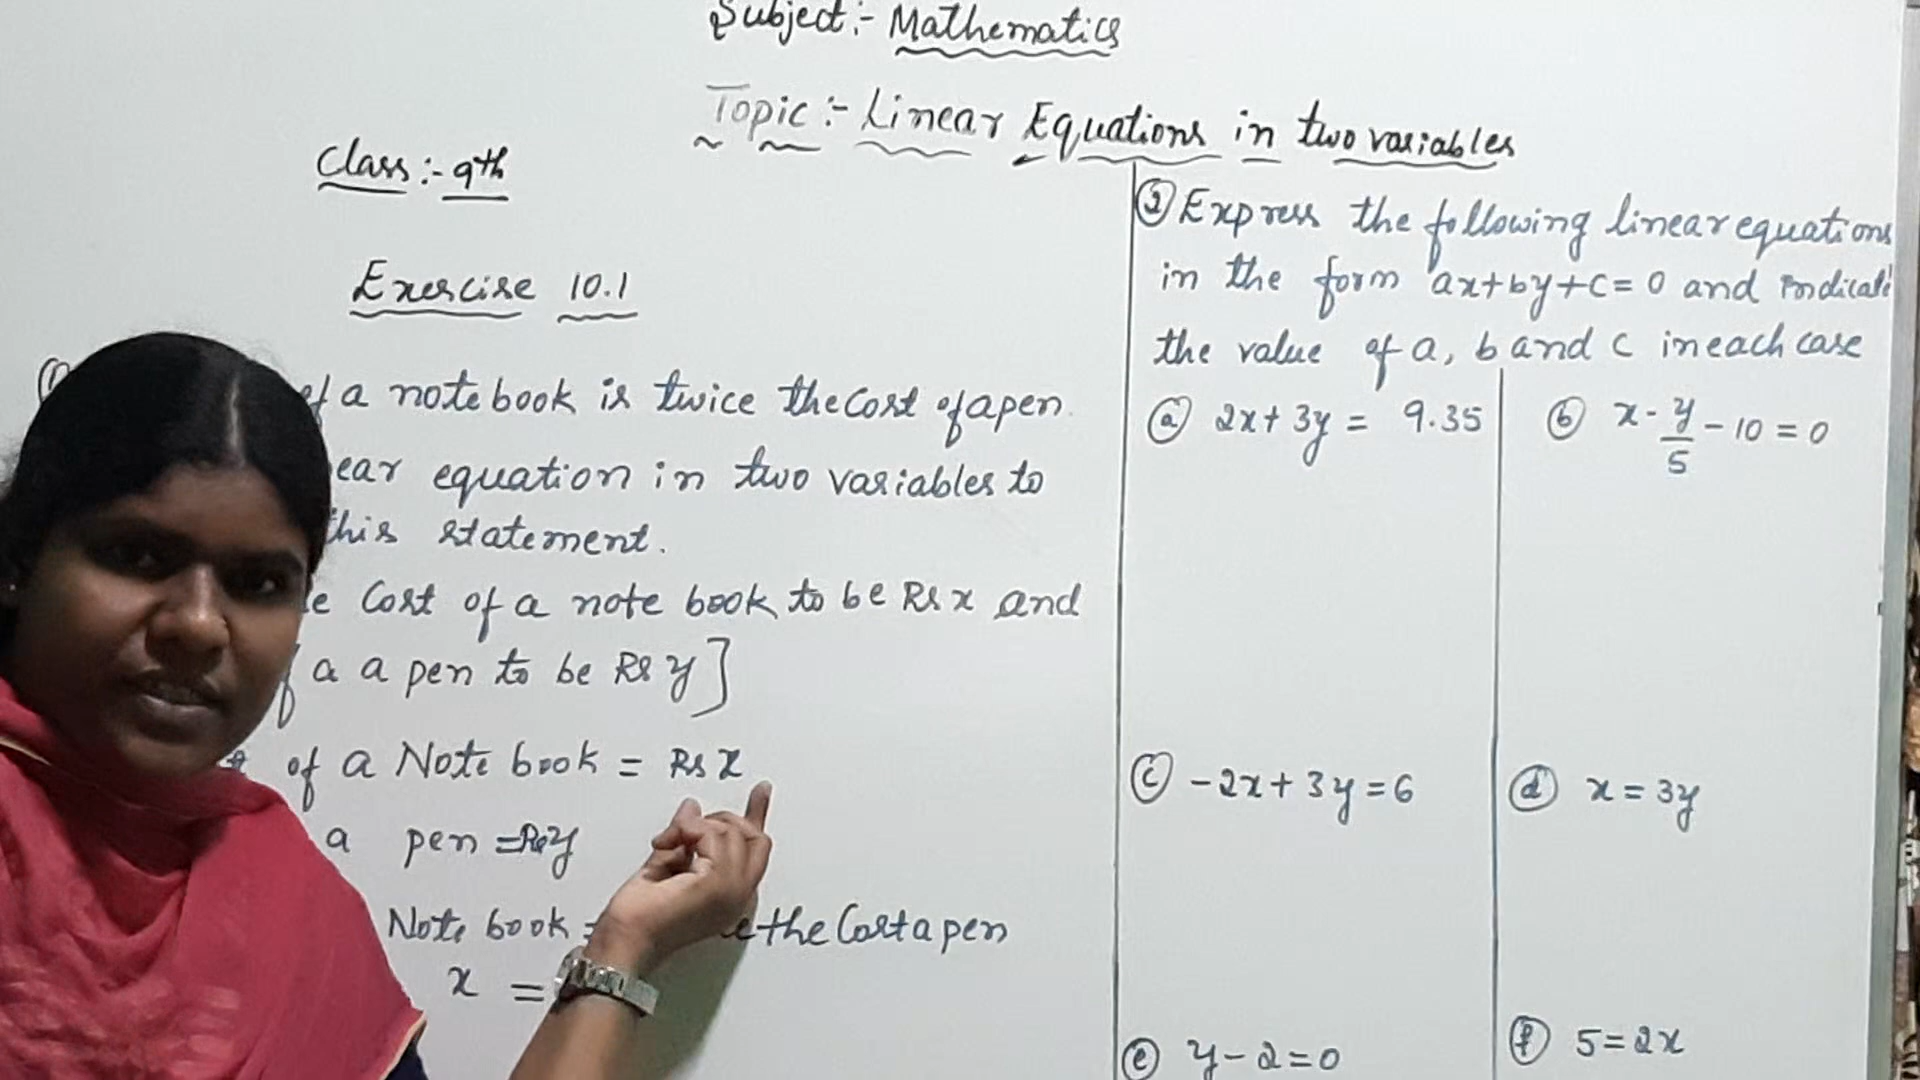 Subject:- Mathematics
Topic:- Linear Equations in two variables
Class:- 9th
Exercise 10.1
of a note book is twice the cost of a pen.
ear equation in two variables to
this statement.
e cost of a note book to be Rs x and
f a a pen to be Rs y]
of a Note book = Rs x
a pen = Rs y
Note book = e the Cost a pen
x =
② Express the following linear equations
in the form ax+by+c=0 and indicate
the value of a, b and c in each case
ⓐ 2x+3y = 9.35
ⓑ x - y/5 - 10 = 0
ⓒ -2x+3y=6
ⓓ x = 3y
ⓔ y-2=0
ⓕ 5=2x